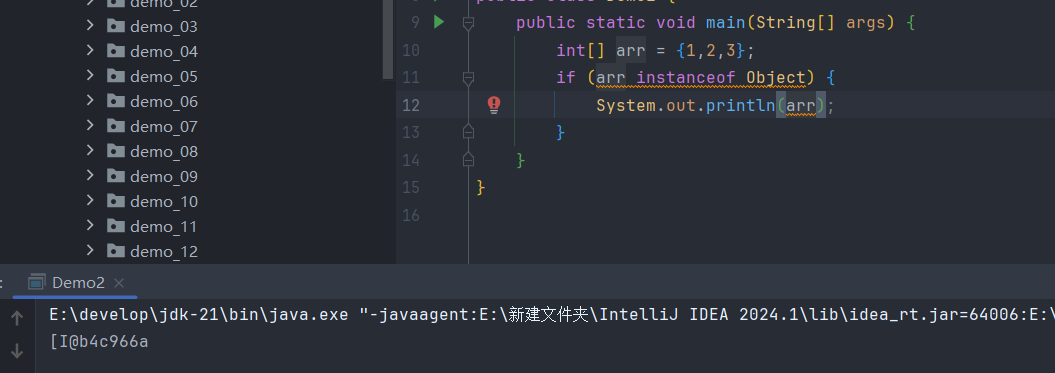 demo_02
demo_03
demo_04
demo_05
demo_06
demo_07
demo_08
demo_09
demo_10
demo_11
demo_12
9 public static void main(String[] args) {
10 int[] arr = {1,2,3};
11 if (arr instanceof Object) {
12 System.out.println(arr);
13 }
14 }
15 }
16
Demo2
E:\develop\jdk-21\bin\java.exe "-javaagent:E:\新建文件夹\IntelliJ IDEA 2024.1\lib\idea_rt.jar=64006:E:\
[I@b4c966a